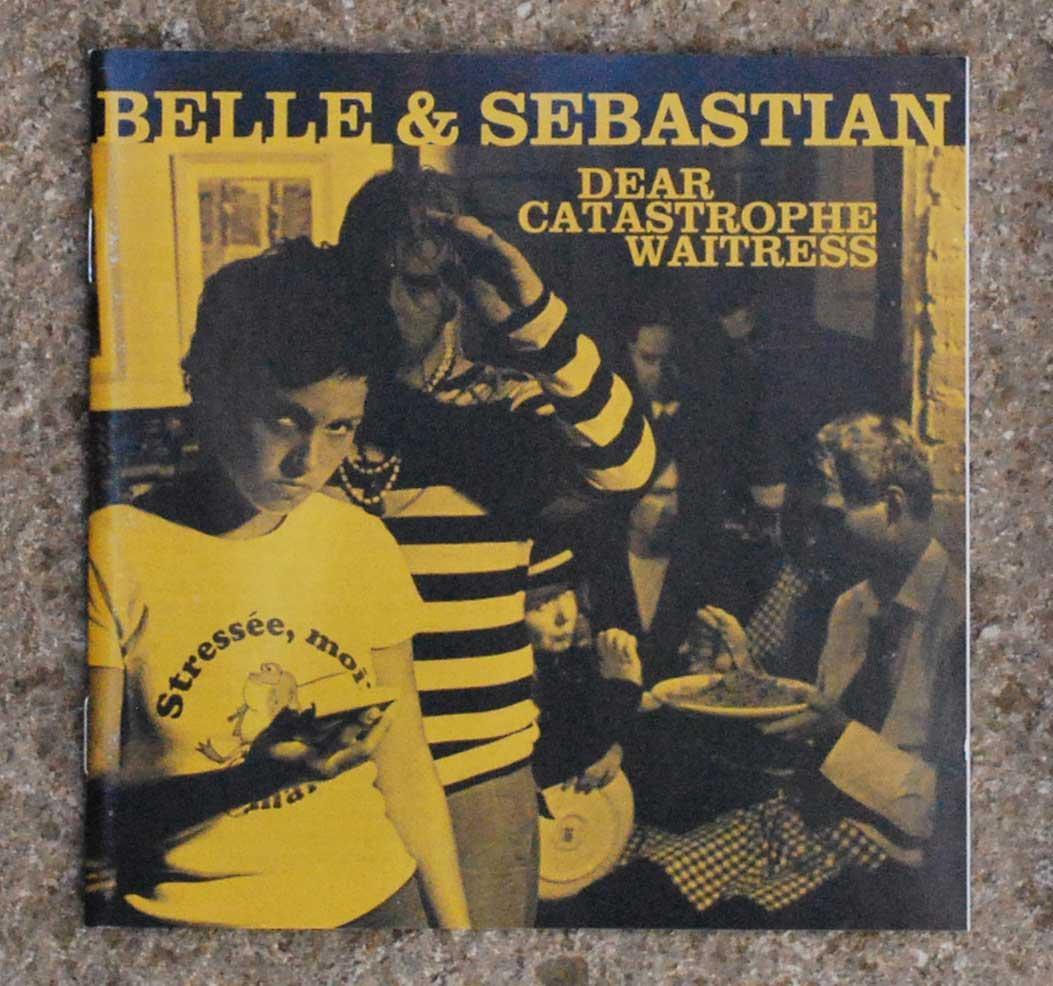 BELLE & SEBASTIAN
DEAR
CATASTROPHE
WAITRESS
Stressée, moi